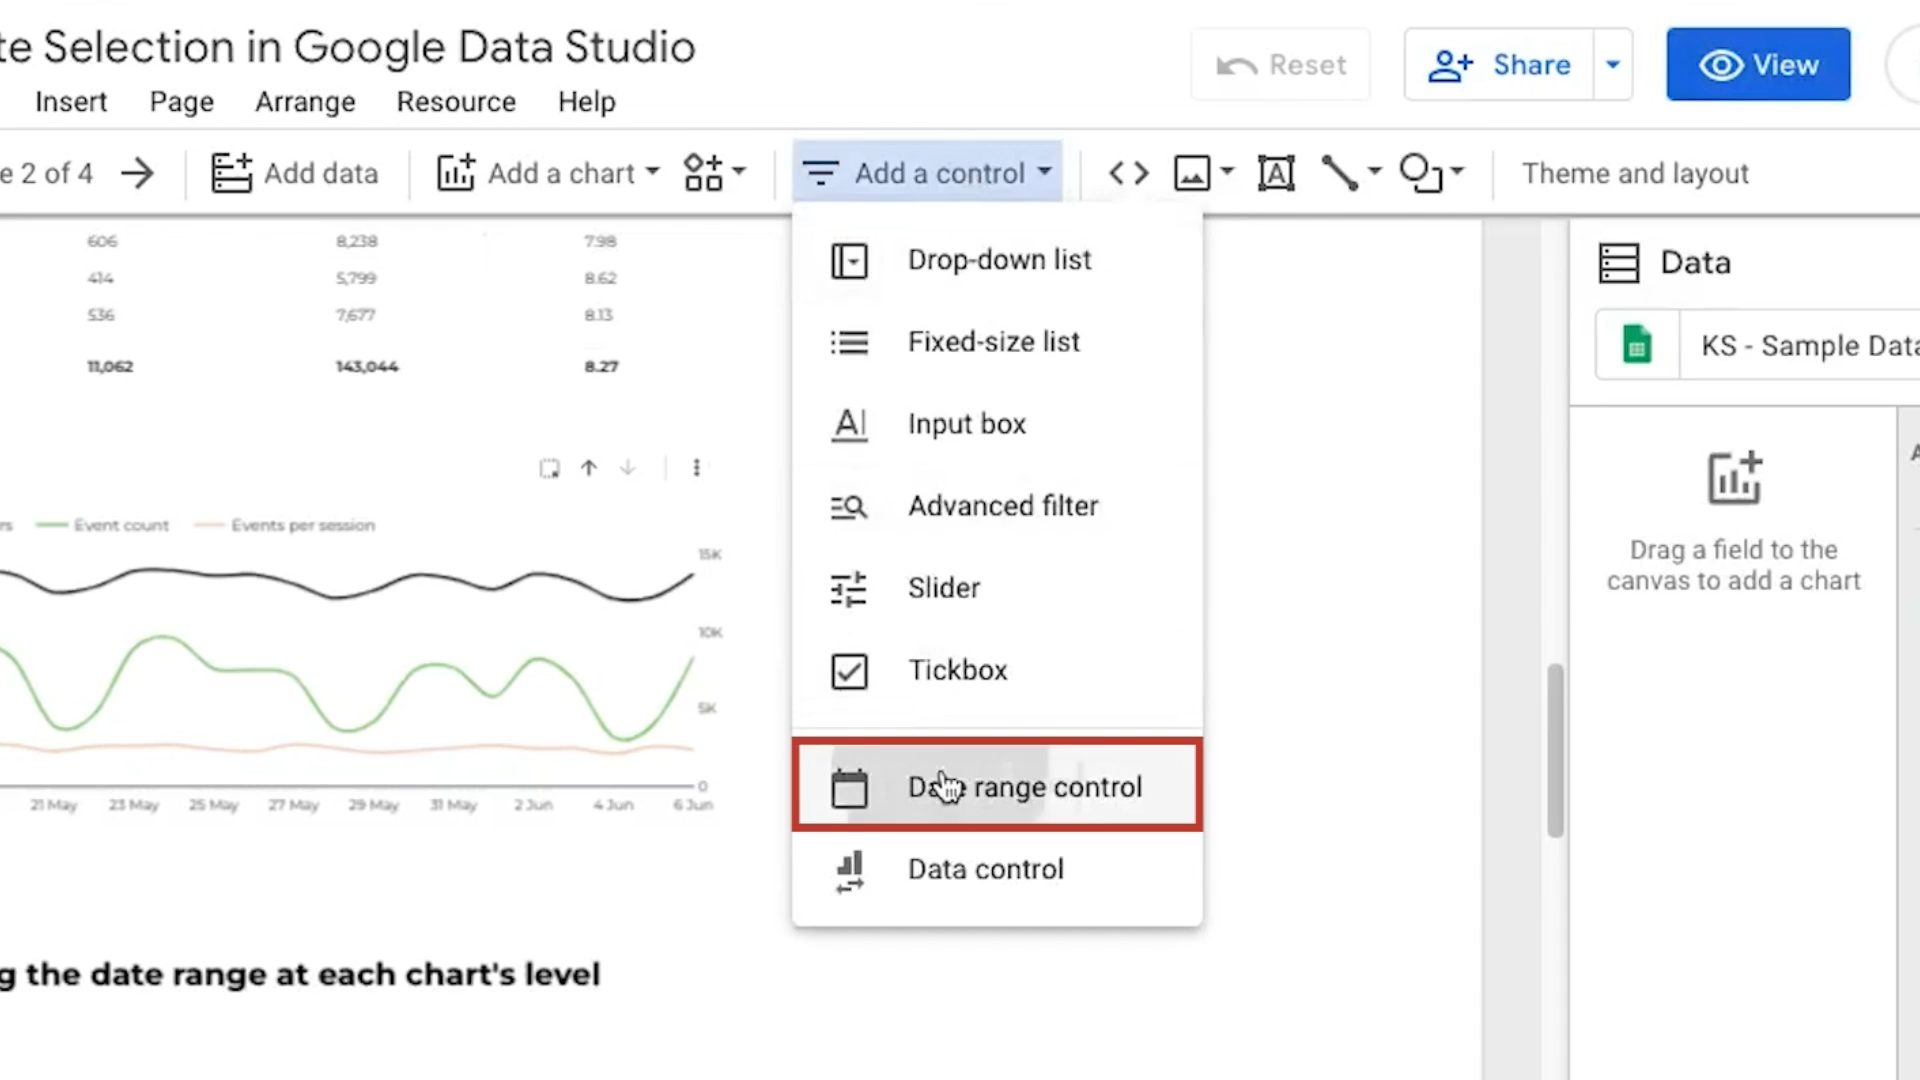 te Selection in Google Data Studio
Insert Page Arrange Resource Help
Reset
Share
View
e 2 of 4
Add data
Add a chart
Add a control
Theme and layout
606 8,238 7.98
414 5,799 8.62
536 7,677 8.13
11,062 143,044 8.27
rs Event count Events per session
15K
10K
5K
0
21 May 23 May 25 May 27 May 29 May 31 May 2 Jun 4 Jun 6 Jun
g the date range at each chart's level
Drop-down list
Fixed-size list
Input box
Advanced filter
Slider
Tickbox
Date range control
Data control
Data
KS - Sample Data
Drag a field to the
canvas to add a chart